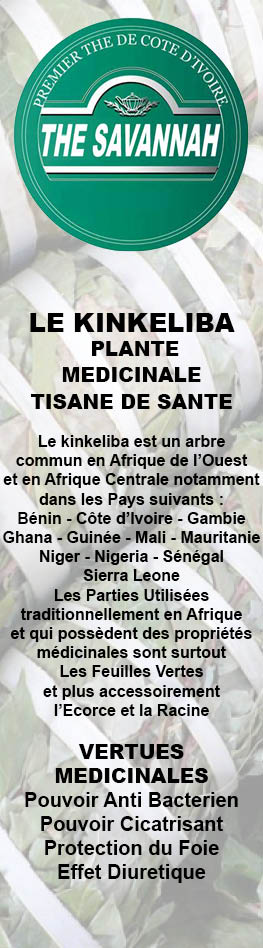 PREMIER THE DE COTE D'IVOIRE
THE SAVANNAH
LE KINKELIBA
PLANTE
MEDICINALE
TISANE DE SANTE
Le kinkeliba est un arbre
commun en Afrique de l'Ouest
et en Afrique Centrale notamment
dans les Pays suivants :
Bénin - Côte d'Ivoire - Gambie
Ghana - Guinée - Mali - Mauritanie
Niger - Nigeria - Sénégal
Sierra Leone
Les Parties Utilisées
traditionnellement en Afrique
et qui possèdent des propriétés
médicinales sont surtout
Les Feuilles Vertes
et plus accessoirement
l'Ecorce et la Racine
VERTUES
MEDICINALES
Pouvoir Anti Bacterien
Pouvoir Cicatrisant
Protection du Foie
Effet Diuretique